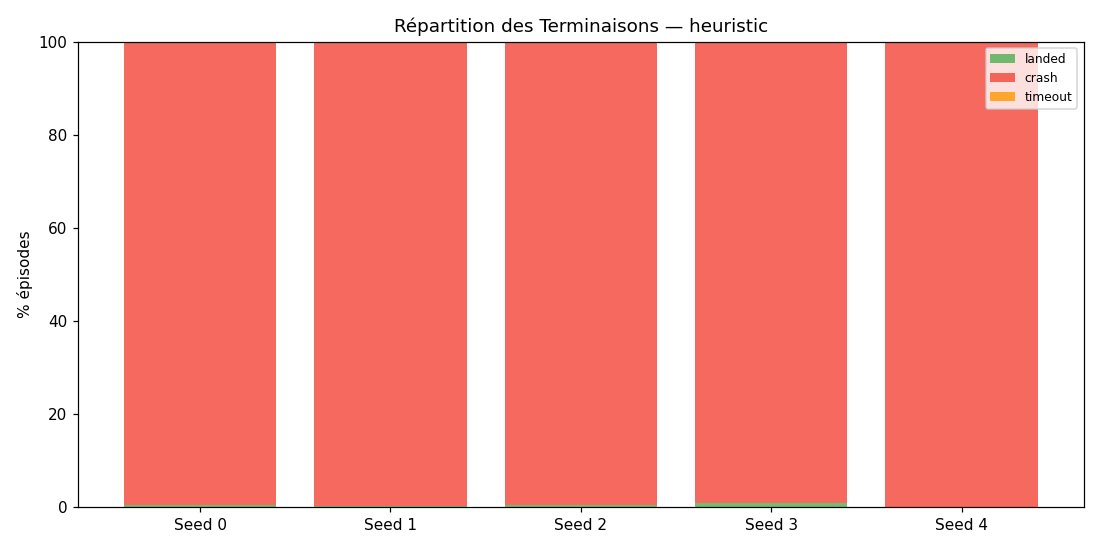 Répartition des Terminaisons — heuristic
landed
crash
timeout
% épisodes
100
80
60
40
20
0
Seed 0
Seed 1
Seed 2
Seed 3
Seed 4